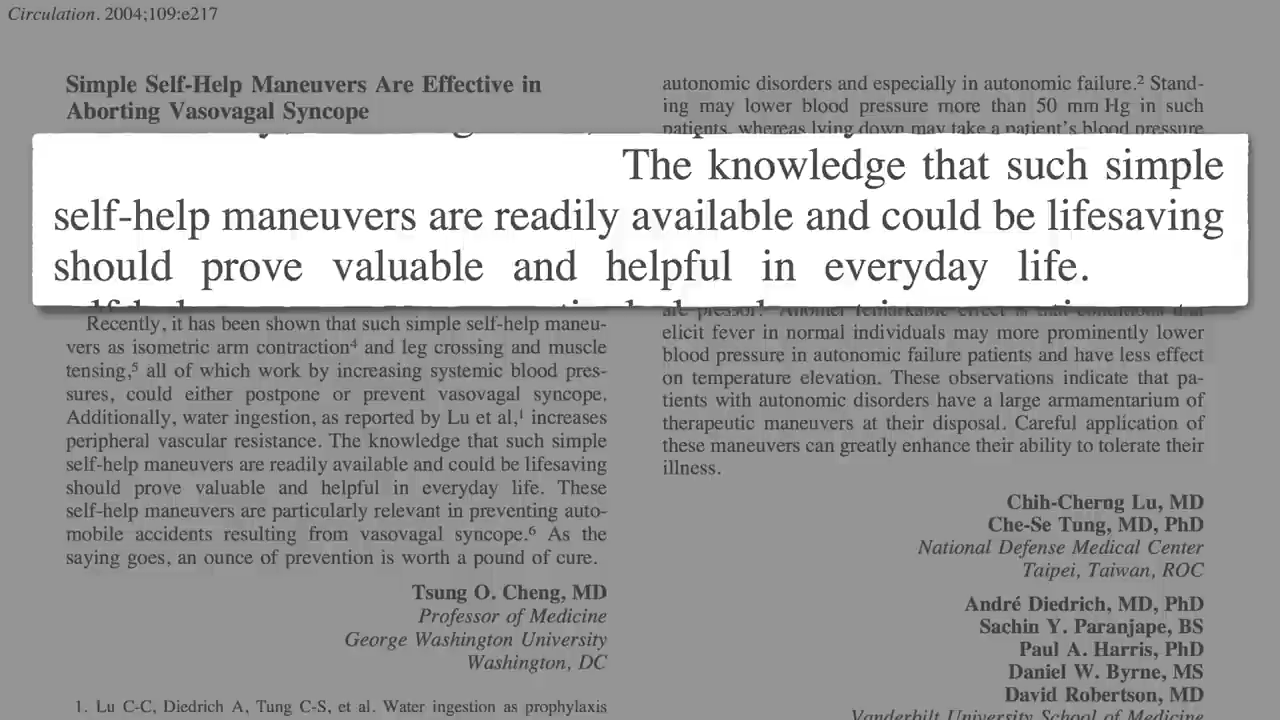 Circulation. 2004;109:e217
Simple Self-Help Maneuvers Are Effective in
Aborting Vasovagal Syncope
The knowledge that such simple
self-help maneuvers are readily available and could be lifesaving
should prove valuable and helpful in everyday life.
Recently, it has been shown that such simple self-help maneu-
vers as isometric arm contraction⁴ and leg crossing and muscle
tensing,⁵ all of which work by increasing systemic blood pres-
sures, could either postpone or prevent vasovagal syncope.
Additionally, water ingestion, as reported by Lu et al,¹ increases
peripheral vascular resistance. The knowledge that such simple
self-help maneuvers are readily available and could be lifesaving
should prove valuable and helpful in everyday life. These
self-help maneuvers are particularly relevant in preventing auto-
mobile accidents resulting from vasovagal syncope.⁶ As the
saying goes, an ounce of prevention is worth a pound of cure.
Tsung O. Cheng, MD
Professor of Medicine
George Washington University
Washington, DC
1. Lu C-C, Diedrich A, Tung C-S, et al. Water ingestion as prophylaxis
autonomic disorders and especially in autonomic failure.² Stand-
ing may lower blood pressure more than 50 mm Hg in such
patients, whereas lying down may take a patient's blood pressure
elicit fever in normal individuals may more prominently lower
blood pressure in autonomic failure patients and have less effect
on temperature elevation. These observations indicate that pa-
tients with autonomic disorders have a large armamentarium of
therapeutic maneuvers at their disposal. Careful application of
these maneuvers can greatly enhance their ability to tolerate their
illness.
Chih-Cherng Lu, MD
Che-Se Tung, MD, PhD
National Defense Medical Center
Taipei, Taiwan, ROC
André Diedrich, MD, PhD
Sachin Y. Paranjape, BS
Paul A. Harris, PhD
Daniel W. Byrne, MS
David Robertson, MD
Vanderbilt University School of Medicine